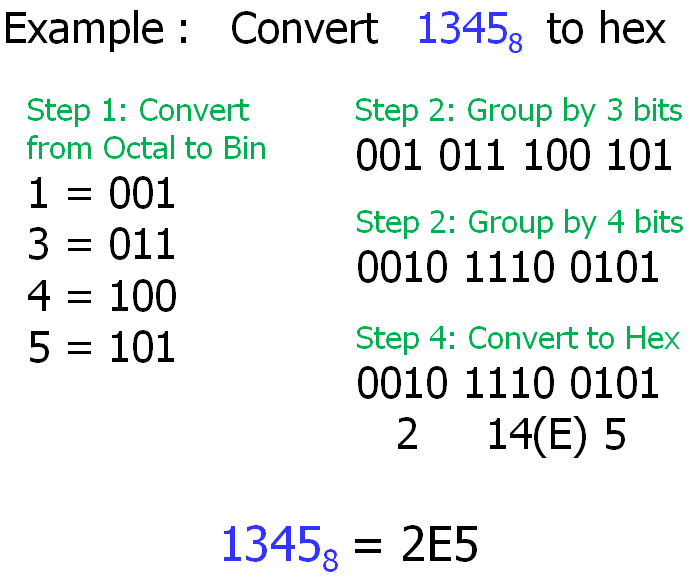 Example : Convert 1345₈ to hex
Step 1: Convert
from Octal to Bin
1 = 001
3 = 011
4 = 100
5 = 101
Step 2: Group by 3 bits
001 011 100 101
Step 2: Group by 4 bits
0010 1110 0101
Step 4: Convert to Hex
0010 1110 0101
2 14(E) 5
1345₈ = 2E5